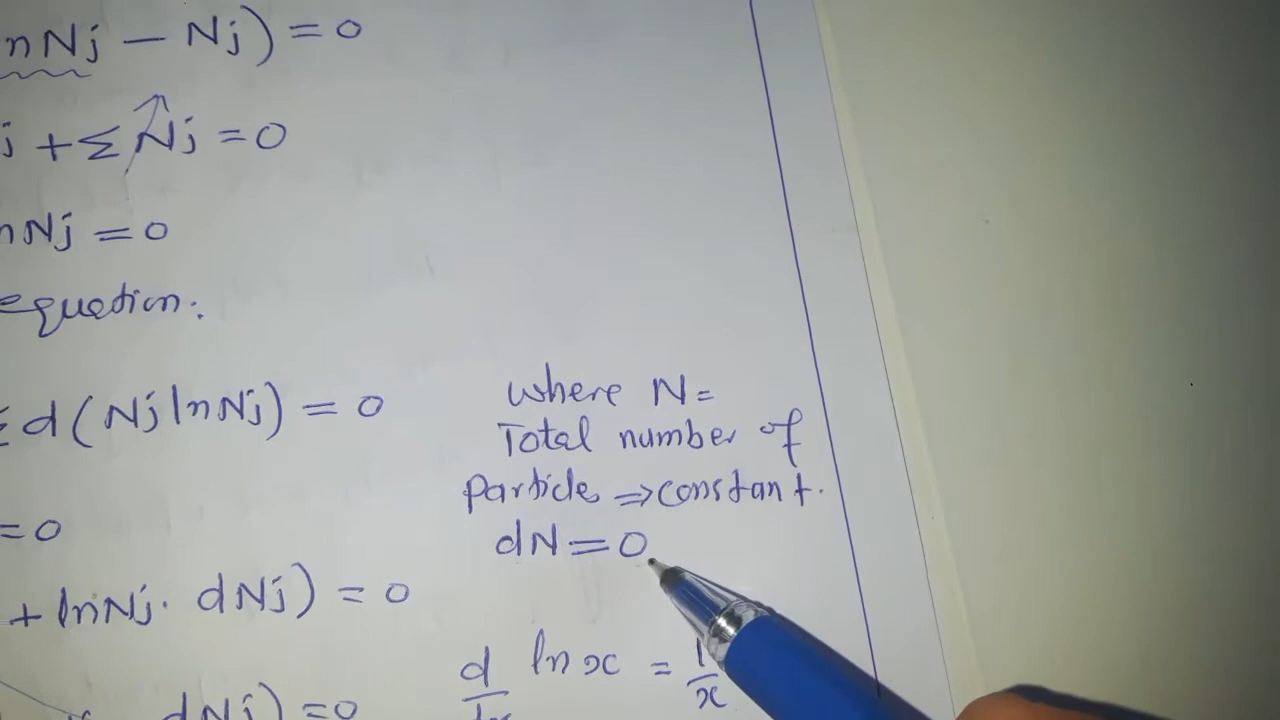 nNj − Nj) = 0
j + Σ Nj = 0
nNj = 0
equation.
Σ d(Nj lnNj) = 0
where N =
Total number of
particle ⇒ constant.
dN = 0
= 0
+ lnNj. dNj) = 0
d ln x = 1
x
dNj) = 0